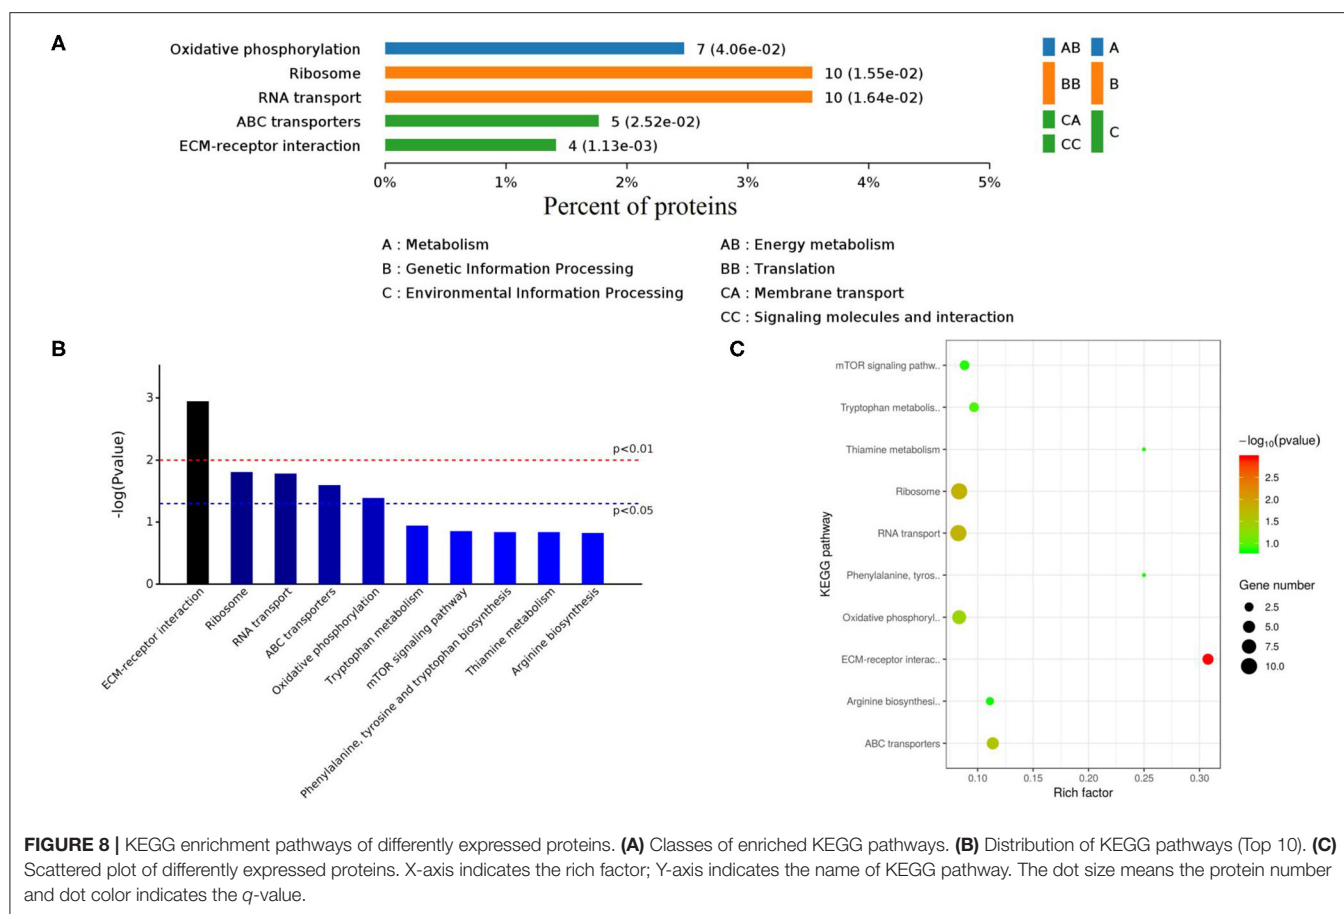 A
Oxidative phosphorylation 7 (4.06e-02)
Ribosome 10 (1.55e-02)
RNA transport 10 (1.64e-02)
ABC transporters 5 (2.52e-02)
ECM-receptor interaction 4 (1.13e-03)
AB A
BB B
CA C
CC
0% 1% 2% 3% 4% 5%
Percent of proteins
A : Metabolism
B : Genetic Information Processing
C : Environmental Information Processing
AB : Energy metabolism
BB : Translation
CA : Membrane transport
CC : Signaling molecules and interaction
B
-log(Pvalue)
3
2
1
0
p<0.01
p<0.05
ECM-receptor interaction
Ribosome
RNA transport
ABC transporters
Oxidative phosphorylation
Tryptophan metabolism
mTOR signaling pathway
Phenylalanine, tyrosine and tryptophan biosynthesis
Thiamine metabolism
Arginine biosynthesis
C
KEGG pathway
mTOR signaling pathw..
Tryptophan metabolis..
Thiamine metabolism
Ribosome
RNA transport
Phenylalanine, tyros..
Oxidative phosphoryl..
ECM-receptor interac..
Arginine biosynthesi..
ABC transporters
0.10 0.15 0.20 0.25 0.30
Rich factor
−log10(pvalue)
2.5
2.0
1.5
1.0
Gene number
2.5
5.0
7.5
10.0
FIGURE 8 | KEGG enrichment pathways of differently expressed proteins. (A) Classes of enriched KEGG pathways. (B) Distribution of KEGG pathways (Top 10). (C)
Scattered plot of differently expressed proteins. X-axis indicates the rich factor; Y-axis indicates the name of KEGG pathway. The dot size means the protein number
and dot color indicates the q-value.